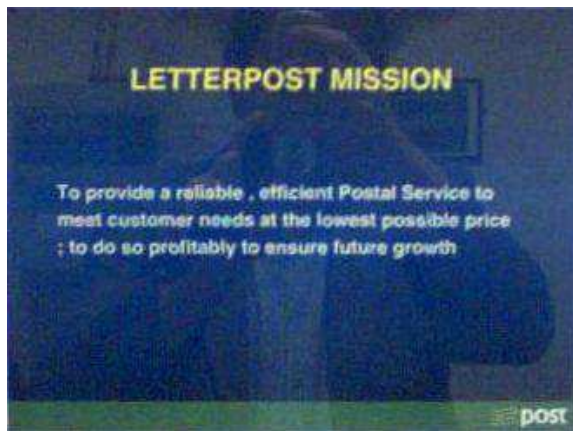 LETTERPOST MISSION
To provide a reliable , efficient Postal Service to
meet customer needs at the lowest possible price
; to do so profitably to ensure future growth
post